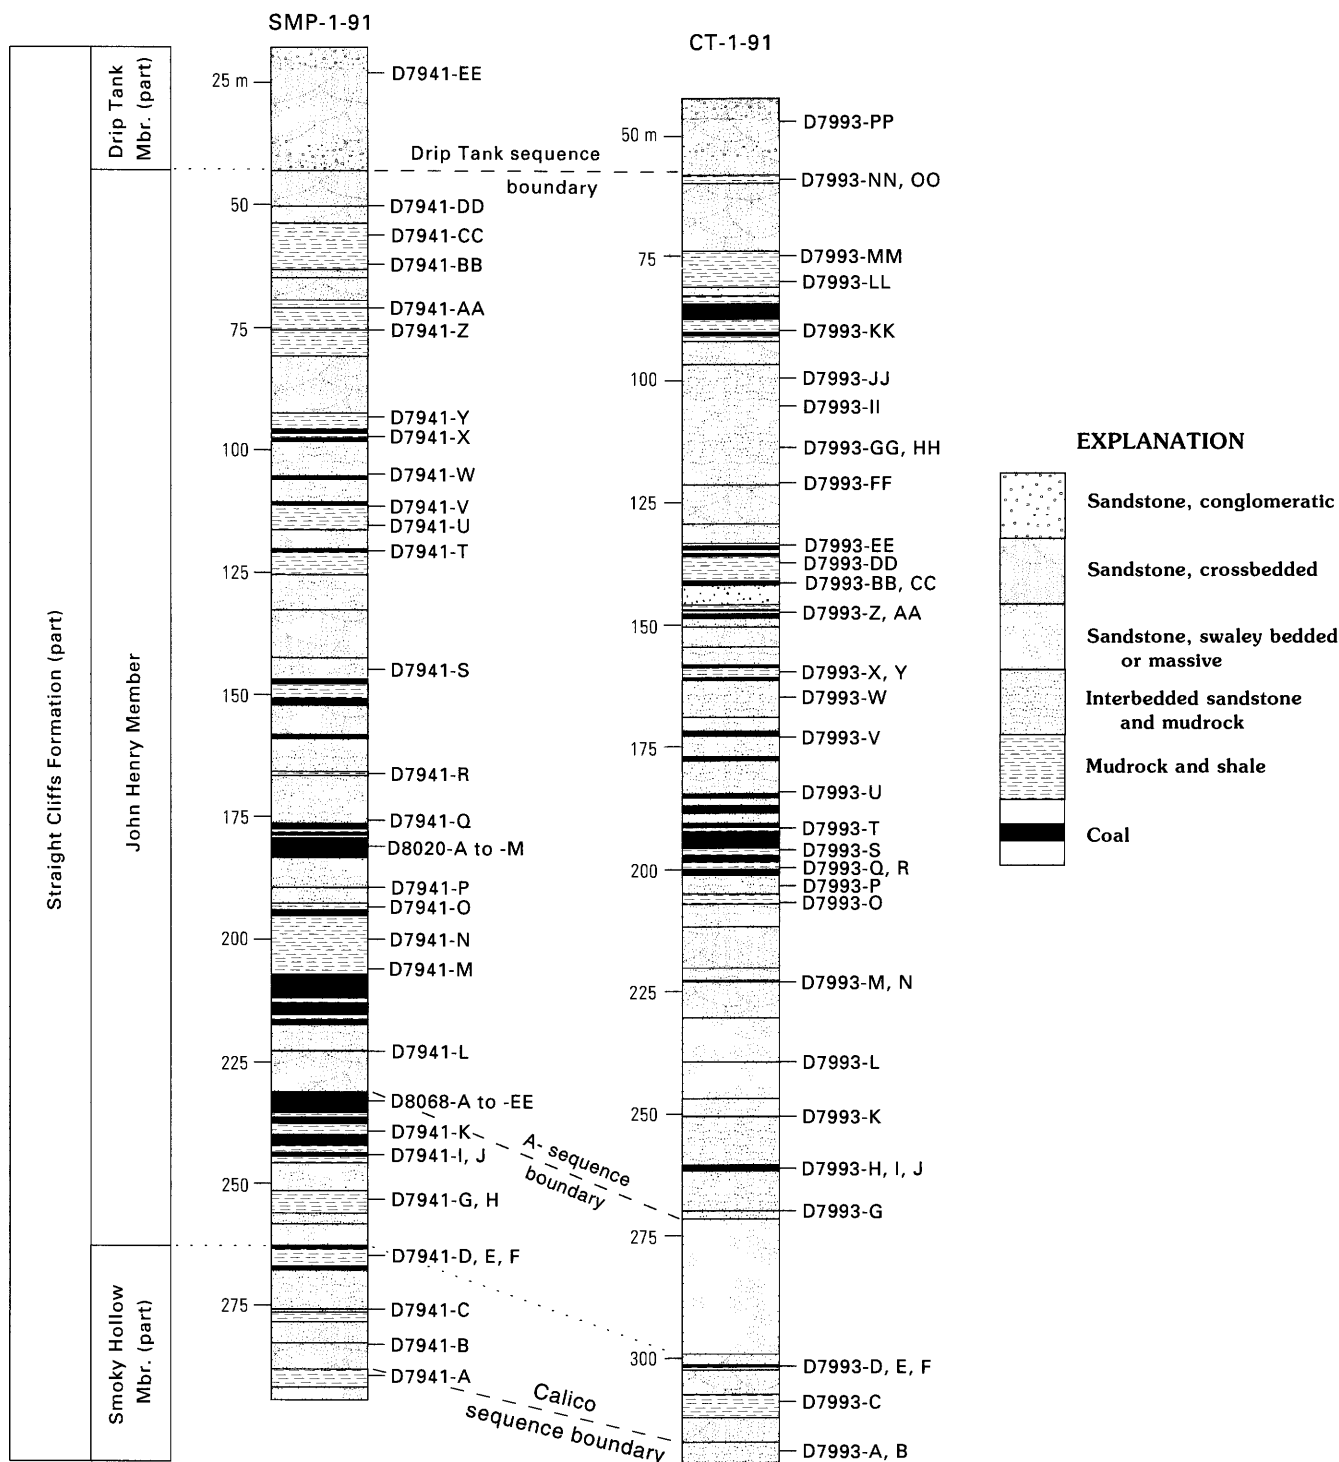 SMP-1-91
CT-1-91
Straight Cliffs Formation (part)
Drip Tank
Mbr. (part)
John Henry Member
Smoky Hollow
Mbr. (part)
25 m
50
75
100
125
150
175
200
225
250
275
D7941-EE
D7941-DD
D7941-CC
D7941-BB
D7941-AA
D7941-Z
D7941-Y
D7941-X
D7941-W
D7941-V
D7941-U
D7941-T
D7941-S
D7941-R
D7941-Q
D8020-A to -M
D7941-P
D7941-O
D7941-N
D7941-M
D7941-L
D8068-A to -EE
D7941-K
D7941-I, J
D7941-G, H
D7941-D, E, F
D7941-C
D7941-B
D7941-A
Drip Tank sequence
boundary
A- sequence
boundary
Calico
sequence boundary
50 m
75
100
125
150
175
200
225
250
275
300
D7993-PP
D7993-NN, OO
D7993-MM
D7993-LL
D7993-KK
D7993-JJ
D7993-II
D7993-GG, HH
D7993-FF
D7993-EE
D7993-DD
D7993-BB, CC
D7993-Z, AA
D7993-X, Y
D7993-W
D7993-V
D7993-U
D7993-T
D7993-S
D7993-Q, R
D7993-P
D7993-O
D7993-M, N
D7993-L
D7993-K
D7993-H, I, J
D7993-G
D7993-D, E, F
D7993-C
D7993-A, B
EXPLANATION
Sandstone, conglomeratic
Sandstone, crossbedded
Sandstone, swaley bedded
or massive
Interbedded sandstone
and mudrock
Mudrock and shale
Coal